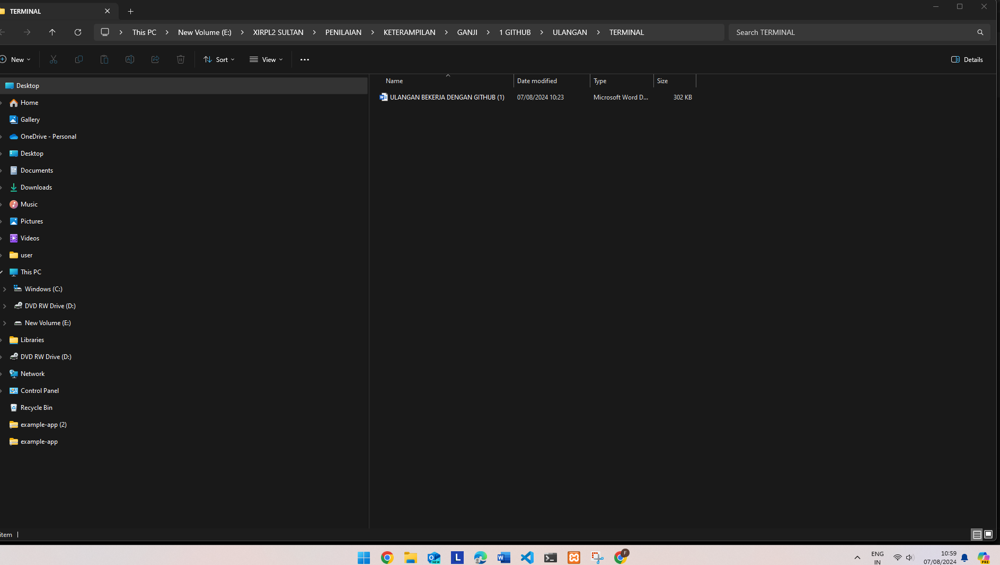 TERMINAL
This PC > New Volume (E:) > XIRPL2 SULTAN > PENILAIAN > KETERAMPILAN > GANJI > 1 GITHUB > ULANGAN > TERMINAL
Search TERMINAL
New
Sort
View
Details
Desktop
Home
Gallery
OneDrive - Personal
Desktop
Documents
Downloads
Music
Pictures
Videos
user
This PC
Windows (C:)
DVD RW Drive (D:)
New Volume (E:)
Libraries
DVD RW Drive (D:)
Network
Control Panel
Recycle Bin
example-app (2)
example-app
Name Date modified Type Size
ULANGAN BEKERJA DENGAN GITHUB (1) 07/08/2024 10:23 Microsoft Word D... 302 KB
item
NEW
L
F
ENG
IN
10:59
07/08/2024
PRE